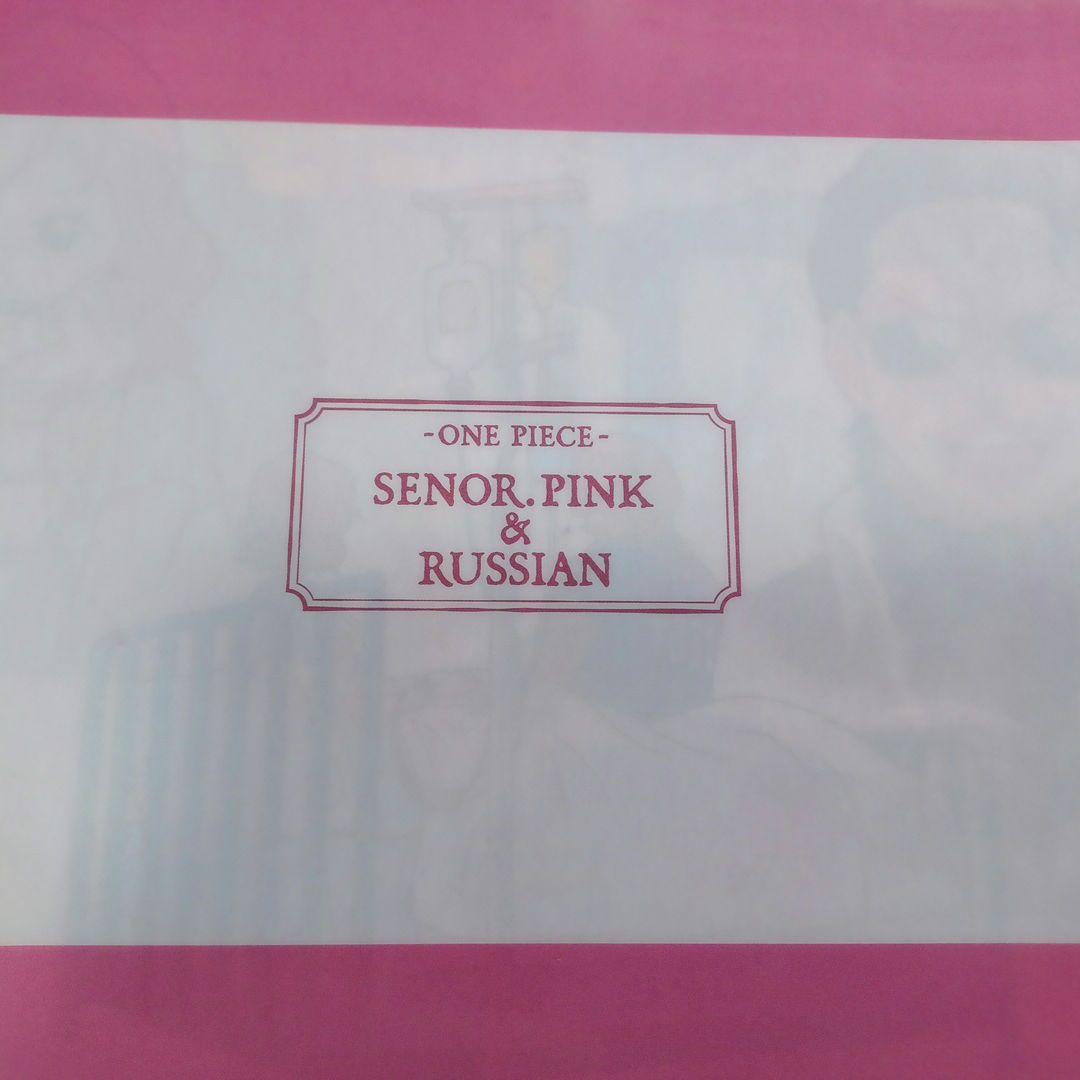 -ONE PIECE-
SENOR.PINK
&
RUSSIAN